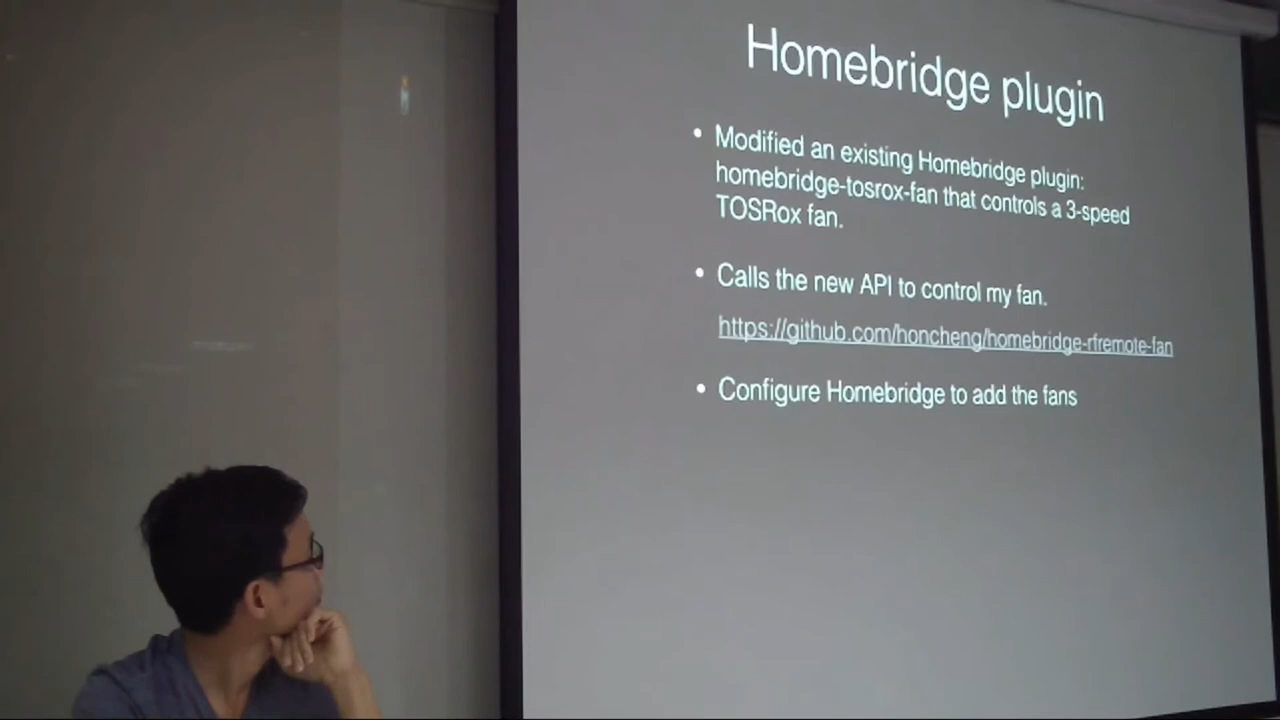 Homebridge plugin
• Modified an existing Homebridge plugin:
homebridge-tosrox-fan that controls a 3-speed
TOSRox fan.
• Calls the new API to control my fan.
https://github.com/honcheng/homebridge-rfremote-fan
• Configure Homebridge to add the fans